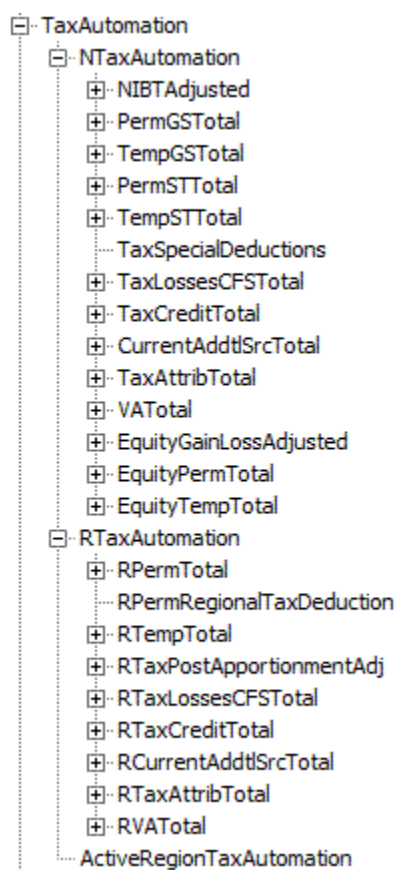 TaxAutomation
NTaxAutomation
NIBTAdjusted
PermGSTotal
TempGSTotal
PermSTTotal
TempSTTotal
TaxSpecialDeductions
TaxLossesCFSTotal
TaxCreditTotal
CurrentAddtlSrcTotal
TaxAttribTotal
VATotal
EquityGainLossAdjusted
EquityPermTotal
EquityTempTotal
RTaxAutomation
RPermTotal
RPermRegionalTaxDeduction
RTempTotal
RTaxPostApportionmentAdj
RTaxLossesCFSTotal
RTaxCreditTotal
RCurrentAddtlSrcTotal
RTaxAttribTotal
RVATotal
ActiveRegionTaxAutomation